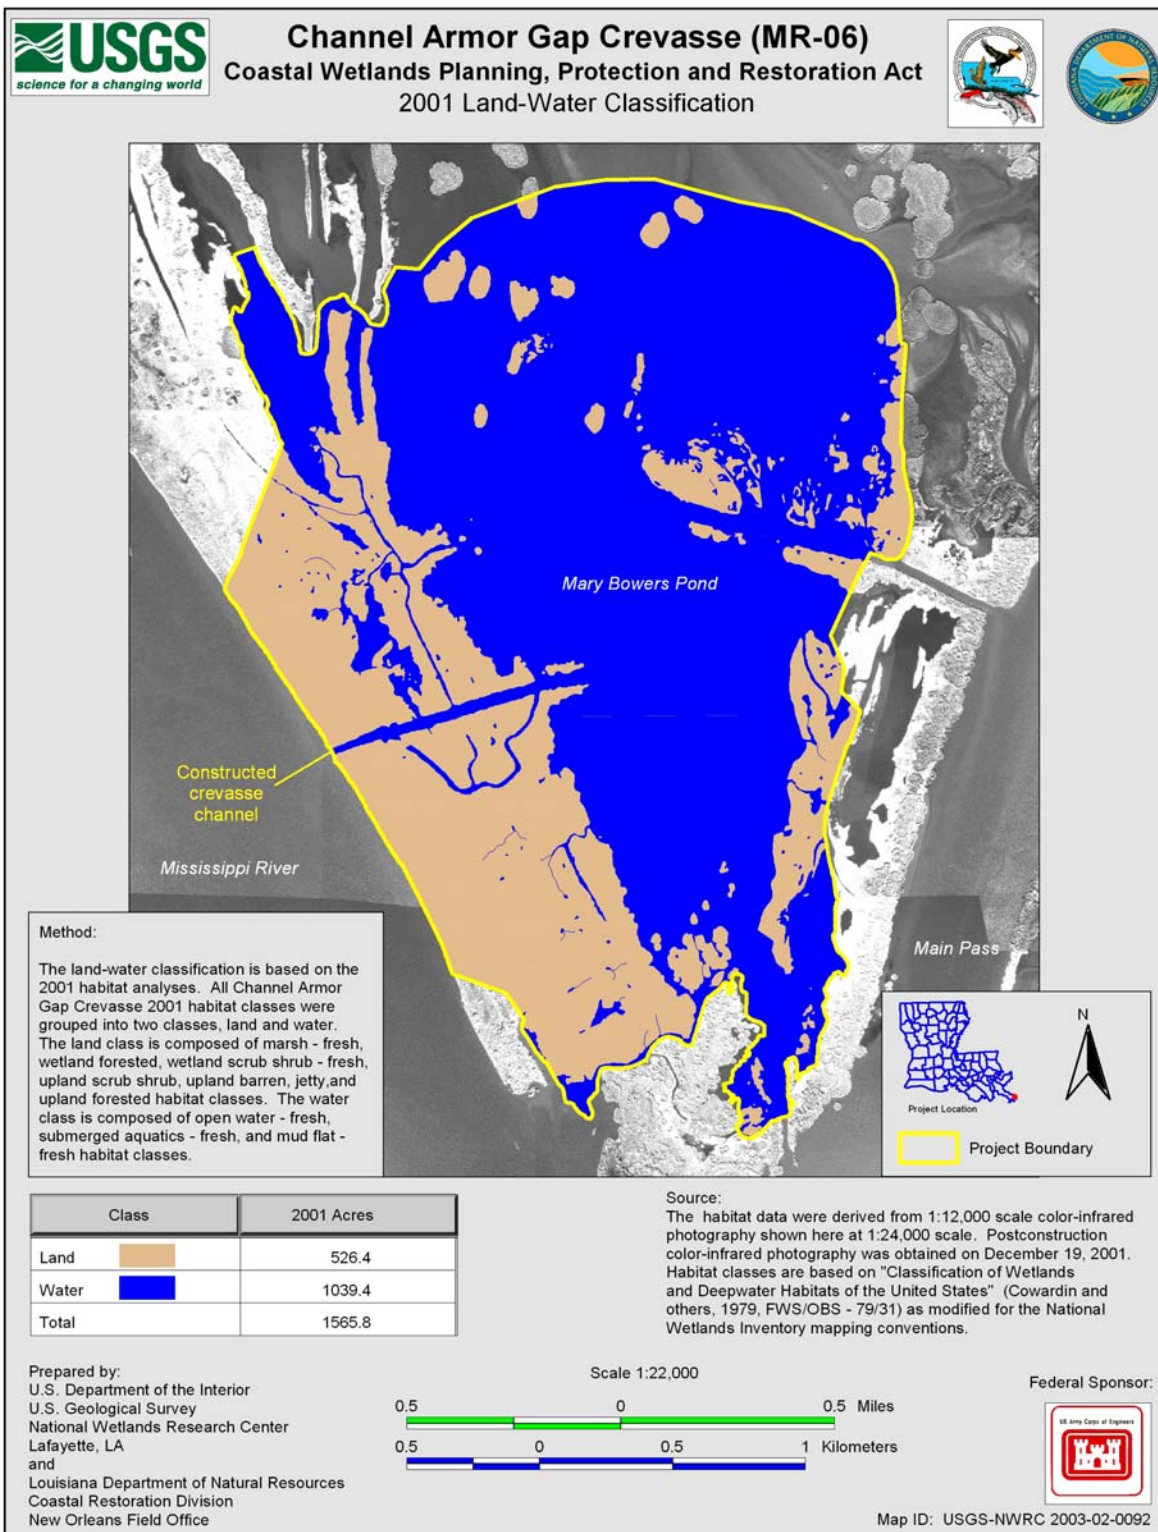 USGS
science for a changing world
Channel Armor Gap Crevasse (MR-06)
Coastal Wetlands Planning, Protection and Restoration Act
2001 Land-Water Classification
Mary Bowers Pond
Constructed
crevasse
channel
Mississippi River
Main Pass
Method:
The land-water classification is based on the
2001 habitat analyses.  All Channel Armor
Gap Crevasse 2001 habitat classes were
grouped into two classes, land and water.
The land class is composed of marsh - fresh,
wetland forested, wetland scrub shrub - fresh,
upland scrub shrub, upland barren, jetty,and
upland forested habitat classes.  The water
class is composed of open water - fresh,
submerged aquatics - fresh, and mud flat -
fresh habitat classes.
N
Project Location
Project Boundary
Class 2001 Acres
Land 526.4
Water 1039.4
Total 1565.8
Source:
The  habitat data were derived from 1:12,000 scale color-infrared
photography shown here at 1:24,000 scale.  Postconstruction
color-infrared photography was obtained on December 19, 2001.
Habitat classes are based on "Classification of Wetlands
and Deepwater Habitats of the United States"  (Cowardin and
others, 1979, FWS/OBS - 79/31) as modified for the National
Wetlands Inventory mapping conventions.
Prepared by:
U.S. Department of the Interior
U.S. Geological Survey
National Wetlands Research Center
Lafayette, LA
and
Louisiana Department of Natural Resources
Coastal Restoration Division
New Orleans Field Office
Scale 1:22,000
0.5 0 0.5 Miles
0.5 0 0.5 1 Kilometers
Federal Sponsor:
US Army Corps of Engineers
Map ID:  USGS-NWRC 2003-02-0092